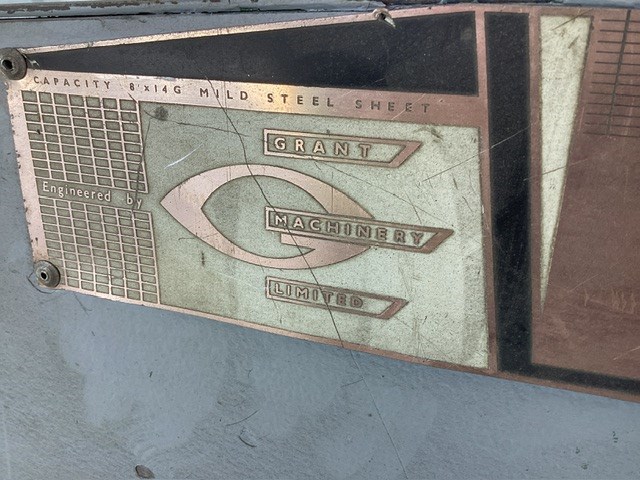 CAPACITY 8'x14G MILD STEEL SHEET
GRANT
Engineered by
MACHINERY
LIMITED